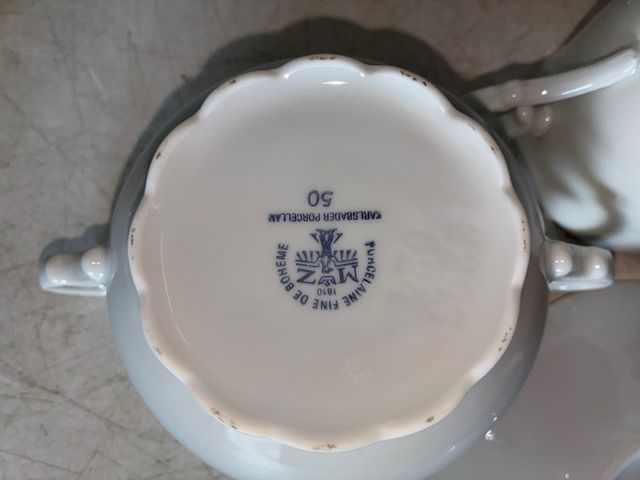 PORCELAINE FINE DE BOHEME
1810
MZ
KARLSBADER PORCELLAN
50